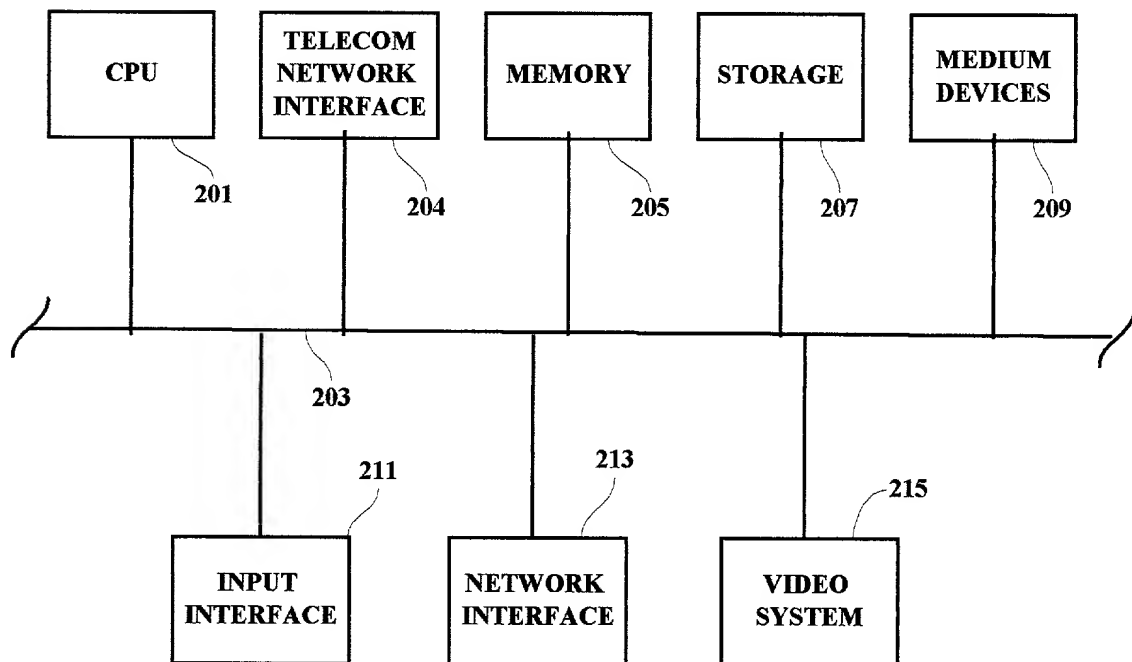 CPU
TELECOM
NETWORK
INTERFACE
MEMORY
STORAGE
MEDIUM
DEVICES
201
204
205
207
209
203
211
213
215
INPUT
INTERFACE
NETWORK
INTERFACE
VIDEO
SYSTEM